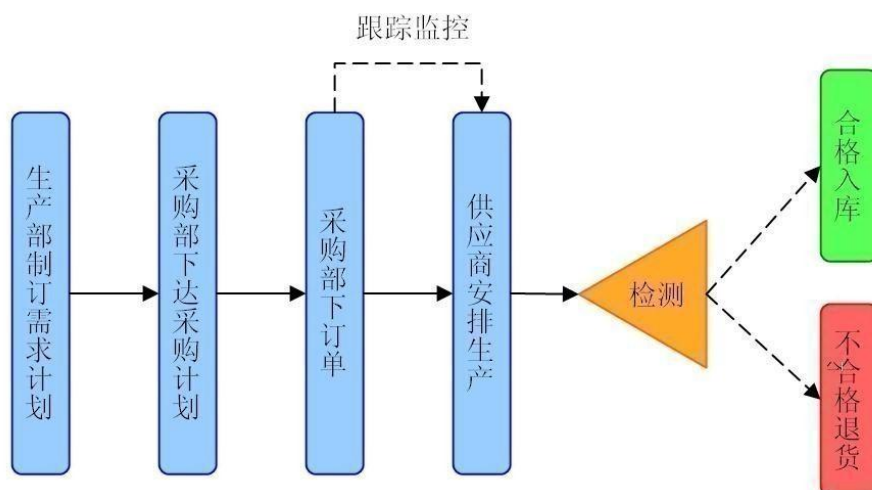 跟踪监控
生产部制订需求计划
采购部下达采购计划
采购部下订单
供应商安排生产
检测
合格入库
不合格退货